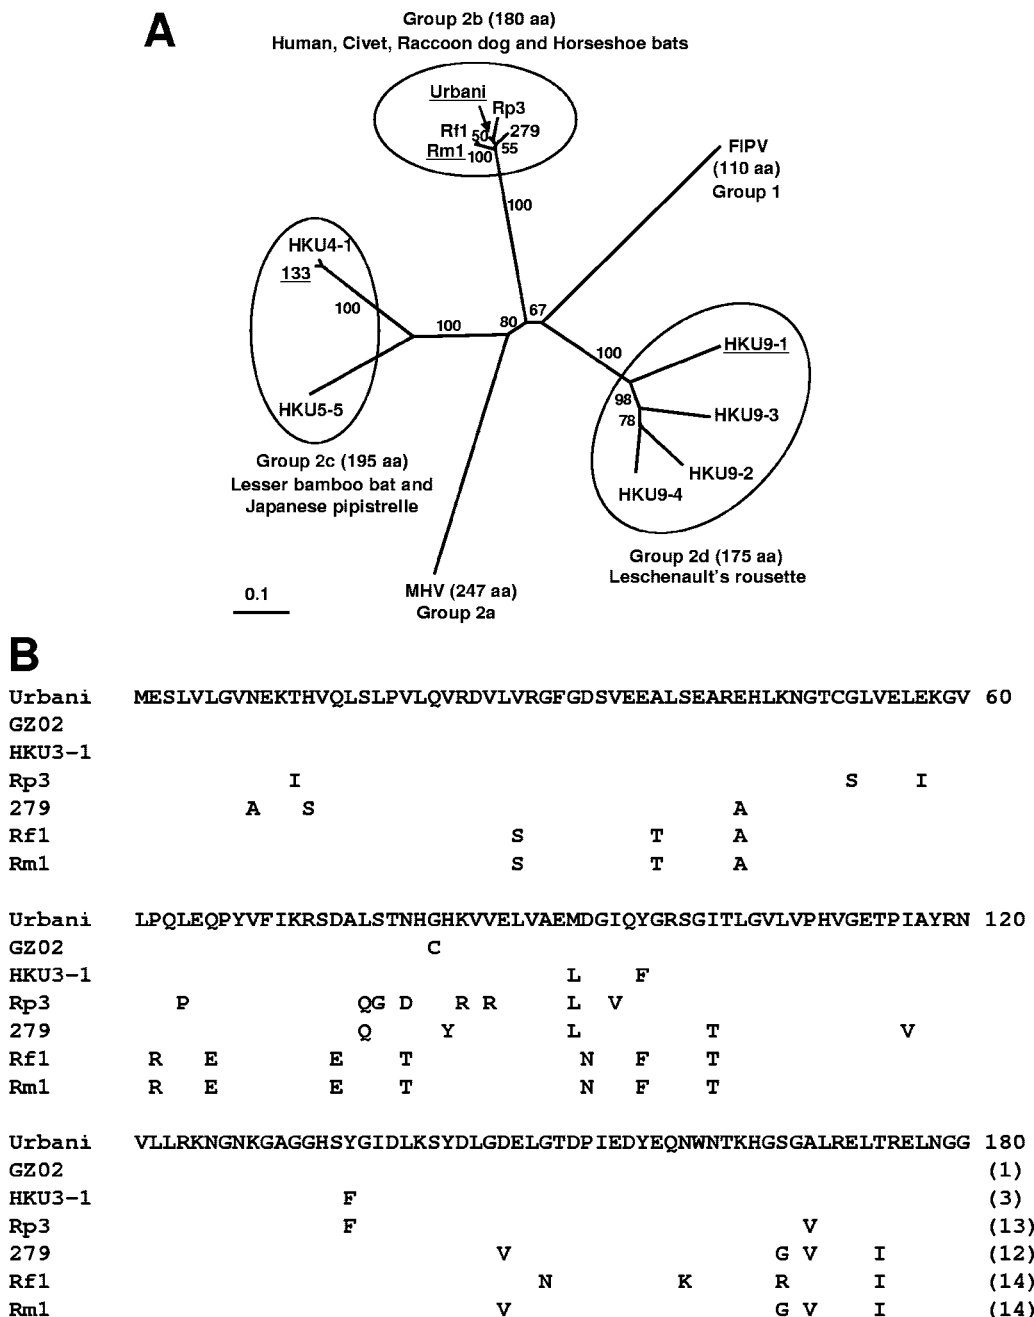 A
Group 2b (180 aa)
Human, Civet, Raccoon dog and Horseshoe bats
Urbani
Rp3
Rf1
50
279
Rm1
100
55
FIPV
(110 aa)
Group 1
100
HKU4-1
133
100
100
80
67
100
HKU9-1
HKU5-5
98
HKU9-3
78
HKU9-2
HKU9-4
Group 2c (195 aa)
Lesser bamboo bat and
Japanese pipistrelle
Group 2d (175 aa)
Leschenault's rousette
MHV (247 aa)
Group 2a
0.1
B
Urbani MESLVLGVNEKTHVQLSLPVLQVRDVLVRGFGDSVEEALSEAREHLKNGTCGLVELEKGV 60
GZ02
HKU3-1
Rp3 I S I
279 A S A
Rf1 S T A
Rm1 S T A
Urbani LPQLEQPYVFIKRSDALSTNHGHKVVELVAEMDGIQYGRSGITLGVLVPHVGETPIAYRN 120
GZ02 C
HKU3-1 L F
Rp3 P QG D R R L V
279 Q Y L T V
Rf1 R E E T N F T
Rm1 R E E T N F T
Urbani VLLRKNGNKGAGGHSYGIDLKSYDLGDELGTDPIEDYEQNWNTKHGSGALRELTRELNGG 180
GZ02 (1)
HKU3-1 F (3)
Rp3 F V (13)
279 V G V I (12)
Rf1 N K R I (14)
Rm1 V G V I (14)